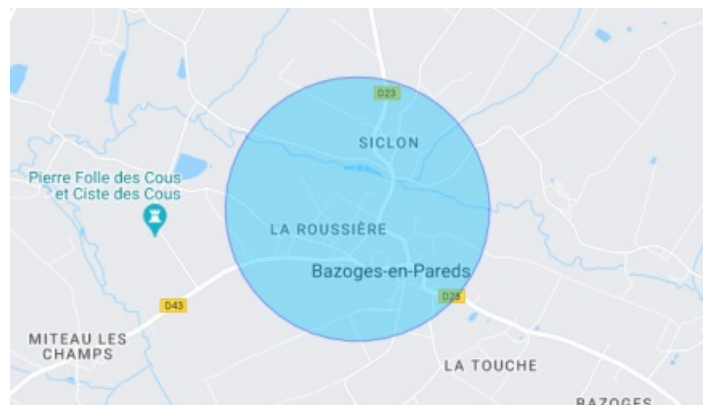 D23
SICLON
Pierre Folle des Cous
et Ciste des Cous
LA ROUSSIÈRE
Bazoges-en-Pareds
D23
D43
MITEAU LES
CHAMPS
LA TOUCHE
BAZOGES